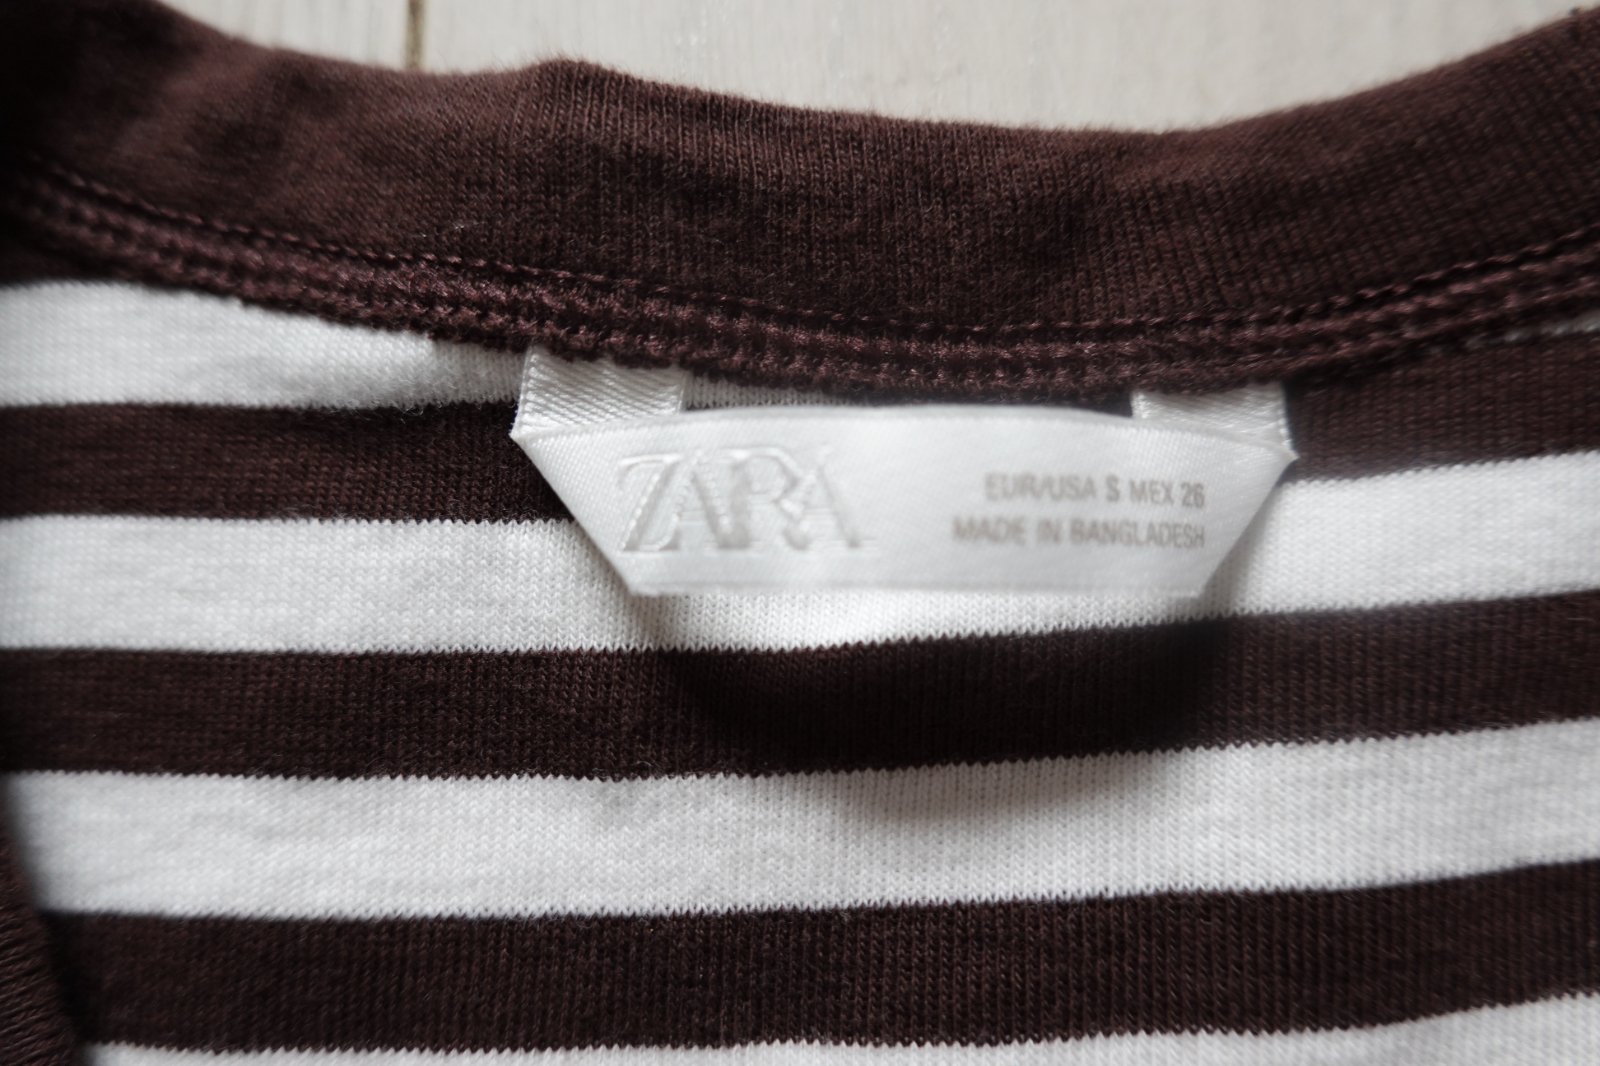 ZARA
EUR/USA S MEX 26
MADE IN BANGLADESH